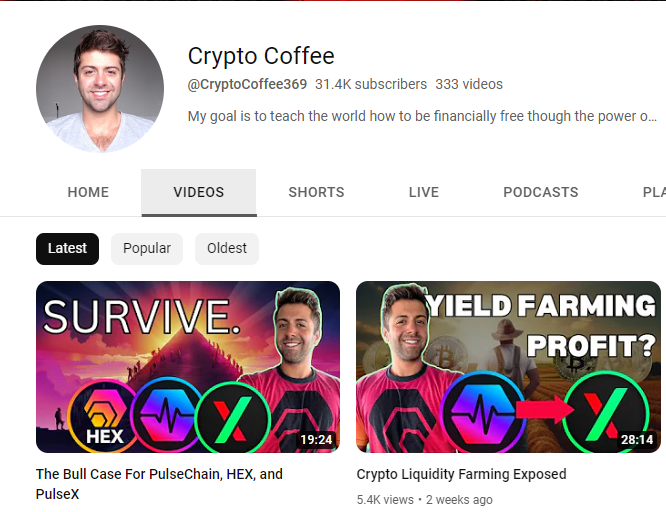 Crypto Coffee
@CryptoCoffee369 31.4K subscribers 333 videos
My goal is to teach the world how to be financially free though the power o...
HOME VIDEOS SHORTS LIVE PODCASTS PLA
Latest Popular Oldest
SURVIVE.
HEX
19:24
YIELD FARMING
PROFIT?
28:14
The Bull Case For PulseChain, HEX, and
PulseX
Crypto Liquidity Farming Exposed
5.4K views • 2 weeks ago